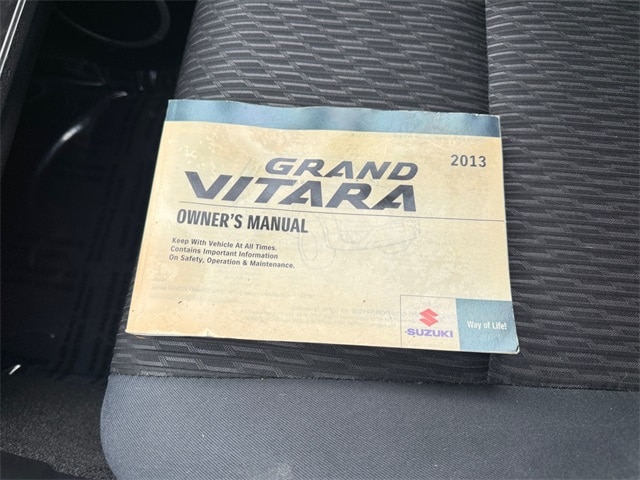 GRAND
2013
VITARA
OWNER'S MANUAL
Keep With Vehicle At All Times.
Contains Important Information
On Safety, Operation & Maintenance.
SUZUKI
Way of Life!